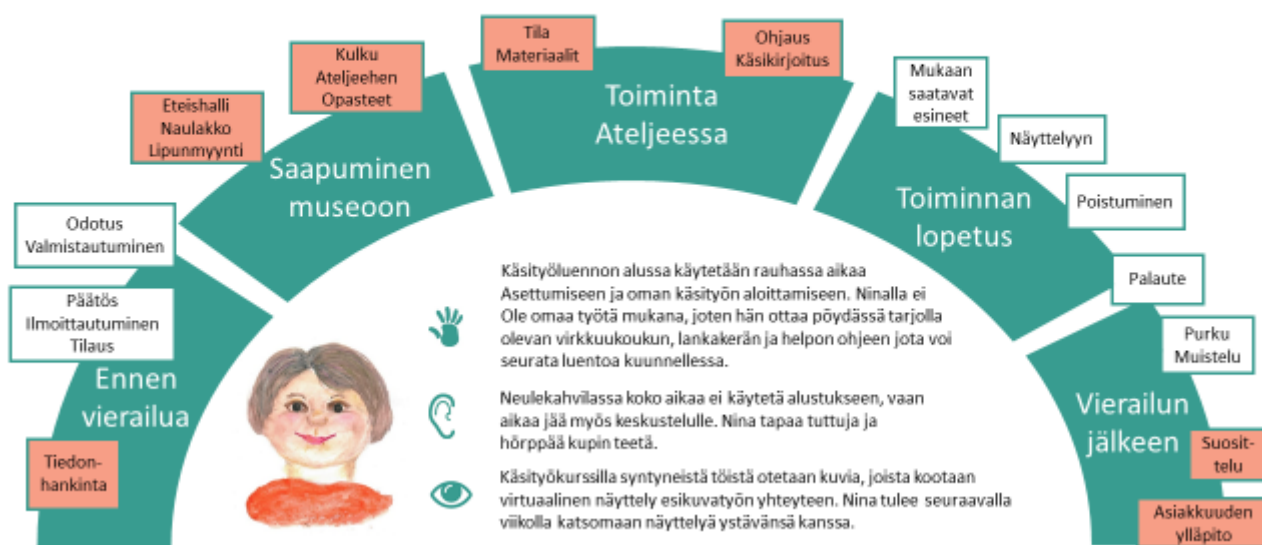 Tiedon-
hankinta
Ennen
vierailua
Päätös
Ilmoittautuminen
Tilaus
Odotus
Valmistautuminen
Saapuminen
museoon
Eteishalli
Naulakko
Lipunmyynti
Kulku
Ateljeehen
Opasteet
Toiminta
Ateljeessa
Tila
Materiaalit
Ohjaus
Käsikirjoitus
Toiminnan
lopetus
Mukaan
saatavat
esineet
Näyttelyyn
Poistuminen
Palaute
Vierailun
jälkeen
Purku
Muistelu
Suosit-
telu
Asiakkuuden
ylläpito
Käsityöluennon alussa käytetään rauhassa aikaa
Asettumiseen ja oman käsityön aloittamiseen. Ninalla ei
Ole omaa työtä mukana, joten hän ottaa pöydässä tarjolla
olevan virkkuukoukun, lankakerän ja helpon ohjeen jota voi
seurata luentoa kuunnellessa.
Neulekahvilassa koko aikaa ei käytetä alustukseen, vaan
aikaa jää myös keskustelulle. Nina tapaa tuttuja ja
hörppää kupin teetä.
Käsityökurssilla syntyneistä töistä otetaan kuvia, joista kootaan
virtuaalinen näyttely esikuvatyön yhteyteen. Nina tulee seuraavalla
viikolla katsomaan näyttelyä ystävänsä kanssa.